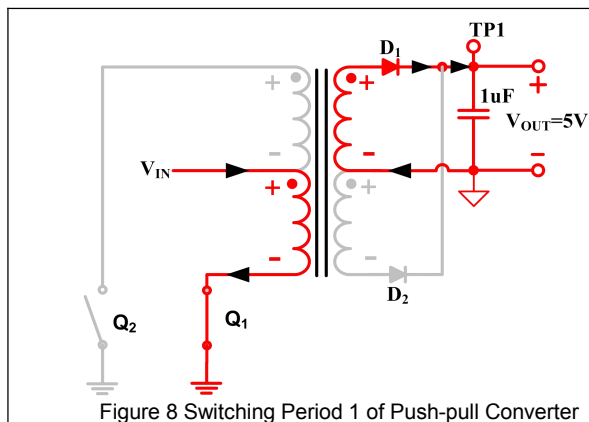 TP1
D1
+ + 1uF +
VOUT=5V
- - -
VIN
+ +
- -
D2
Q2 Q1
Figure 8 Switching Period 1 of Push-pull Converter